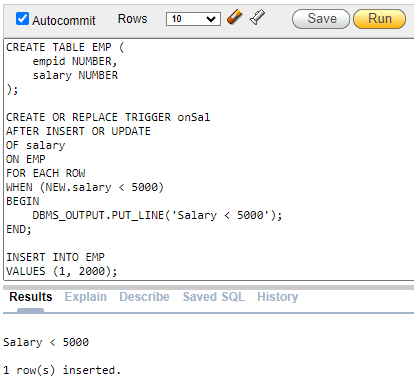 Autocommit Rows 10 Save Run
CREATE TABLE EMP (
    empid NUMBER,
    salary NUMBER
);

CREATE OR REPLACE TRIGGER onSal
AFTER INSERT OR UPDATE
OF salary
ON EMP
FOR EACH ROW
WHEN (NEW.salary < 5000)
BEGIN
    DBMS_OUTPUT.PUT_LINE('Salary < 5000');
END;

INSERT INTO EMP
VALUES (1, 2000);
Results Explain Describe Saved SQL History
Salary < 5000
1 row(s) inserted.